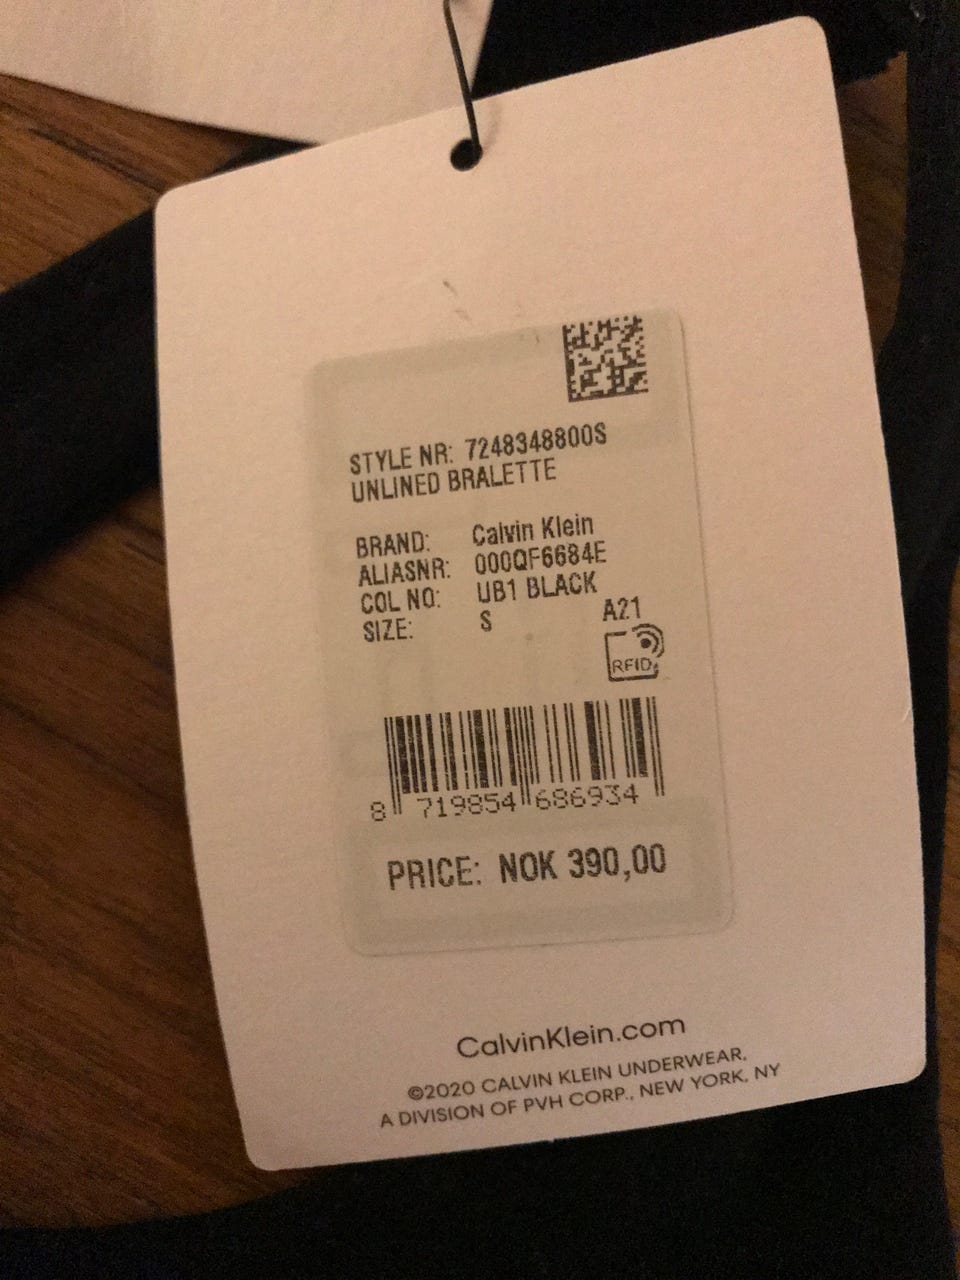 STYLE NR: 7248348800S
UNLINED BRALETTE
BRAND: Calvin Klein
ALIASNR: 000QF6684E
COL NO: UB1 BLACK
SIZE: S
A21
RFID
8 719854 686934
PRICE: NOK 390,00
CalvinKlein.com
©2020 CALVIN KLEIN UNDERWEAR,
A DIVISION OF PVH CORP., NEW YORK, NY